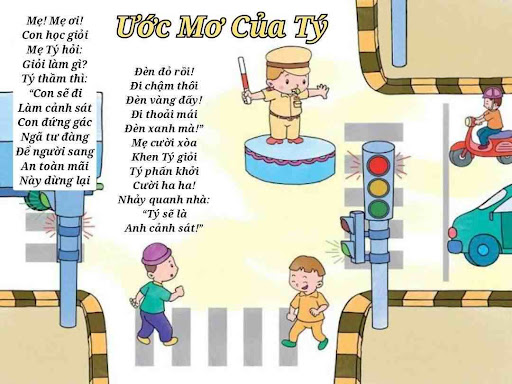 Ước Mơ Của Tý
Mẹ! Mẹ ơi!
Con học giỏi
Mẹ Tý hỏi:
Giỏi làm gì?
Tý thầm thì:
“Con sẽ đi
Làm cảnh sát
Con đứng gác
Ngã tư đàng
Để người sang
An toàn mãi
Này dừng lại
Đèn đỏ rồi!
Đi chậm thôi
Đèn vàng đấy!
Đi thoải mái
Đèn xanh mà!”
Mẹ cười xòa
Khen Tý giỏi
Tý phấn khởi
Cười ha ha!
Nhảy quanh nhà:
“Tý sẽ là
Anh cảnh sát!”